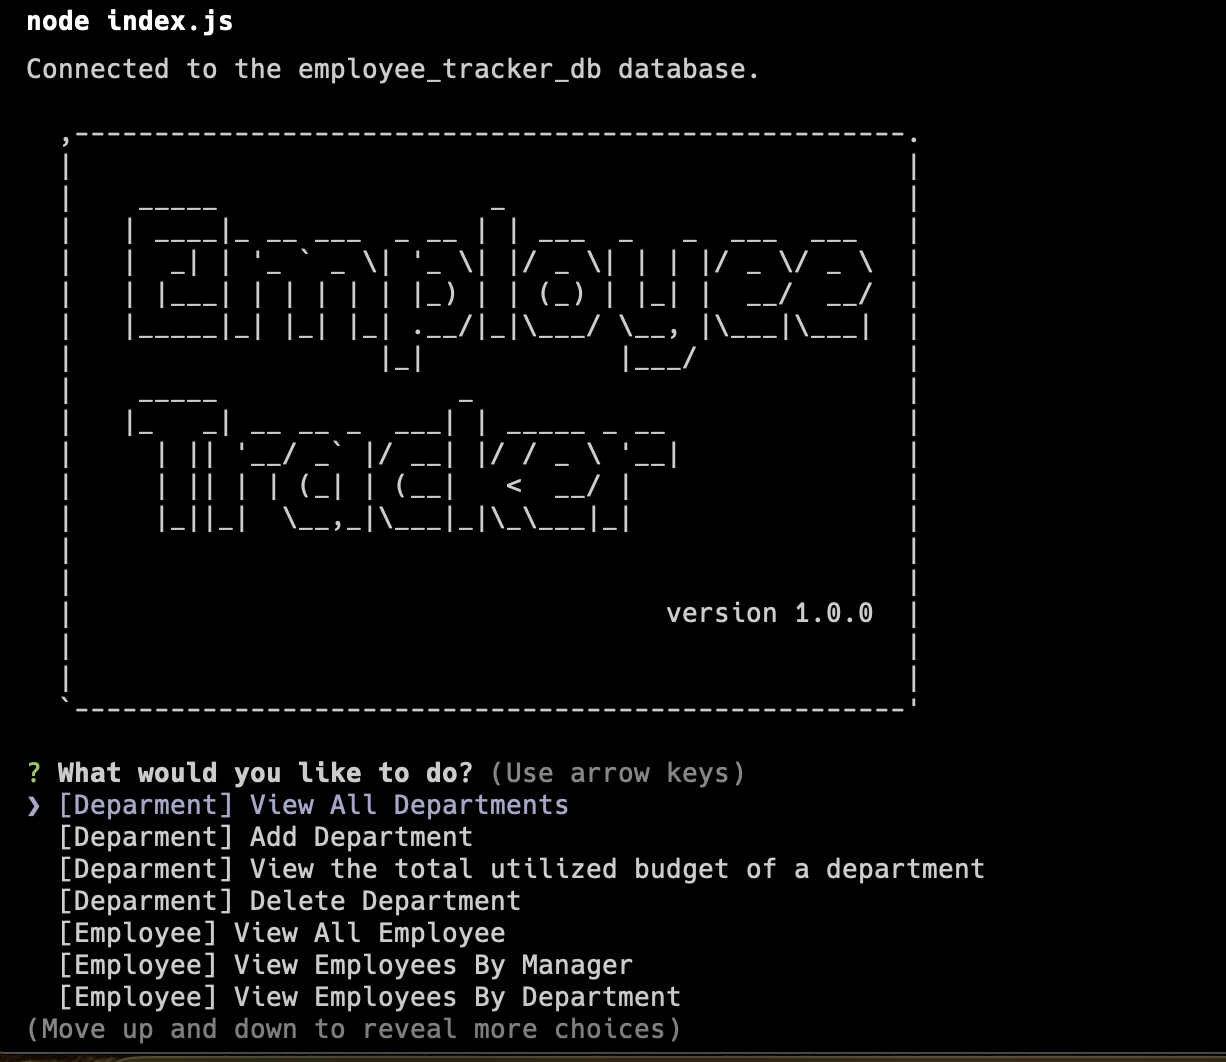 node index.js
Connected to the employee_tracker_db database.
Employee
Tracker
version 1.0.0
? What would you like to do? (Use arrow keys)
❯ [Deparment] View All Departments
[Deparment] Add Department
[Deparment] View the total utilized budget of a department
[Deparment] Delete Department
[Employee] View All Employee
[Employee] View Employees By Manager
[Employee] View Employees By Department
(Move up and down to reveal more choices)